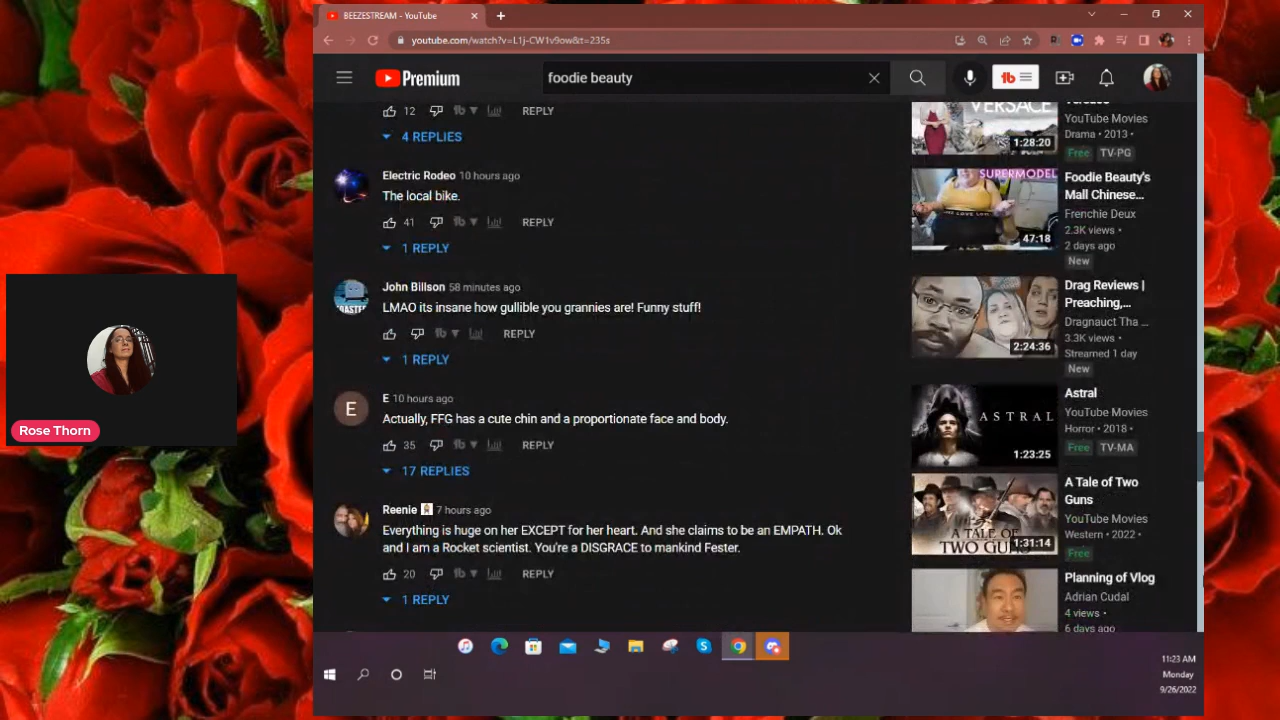 BEEZESTREAM - YouTube
youtube.com/watch?v=L1j-CW1v9ow&t=235s
Premium
foodie beauty
12
REPLY
4 REPLIES
Electric Rodeo 10 hours ago
The local bike.
41
REPLY
1 REPLY
John Billson 58 minutes ago
LMAO its insane how gullible you grannies are! Funny stuff!
REPLY
1 REPLY
E
E 10 hours ago
Actually, FFG has a cute chin and a proportionate face and body.
35
REPLY
17 REPLIES
Reenie 7 hours ago
Everything is huge on her EXCEPT for her heart. And she claims to be an EMPATH. Ok
and I am a Rocket scientist. You're a DISGRACE to mankind Fester.
20
REPLY
1 REPLY
VERSACE
1:28:20
YouTube Movies
Drama • 2013 •
Free TV-PG
SUPERMODEL
47:18
Foodie Beauty's
Mall Chinese...
Frenchie Deux
2.3K views •
2 days ago
New
2:24:36
Drag Reviews |
Preaching,...
Dragnauct Tha ...
3.3K views •
Streamed 1 day
New
ASTRAL
1:23:25
Astral
YouTube Movies
Horror • 2018 •
Free TV-MA
A TALE OF
TWO GUNS
1:31:14
A Tale of Two
Guns
YouTube Movies
Western • 2022 •
Free
Planning of Vlog
Adrian Cudal
4 views •
6 days ago
Rose Thorn
11:23 AM
Monday
9/26/2022